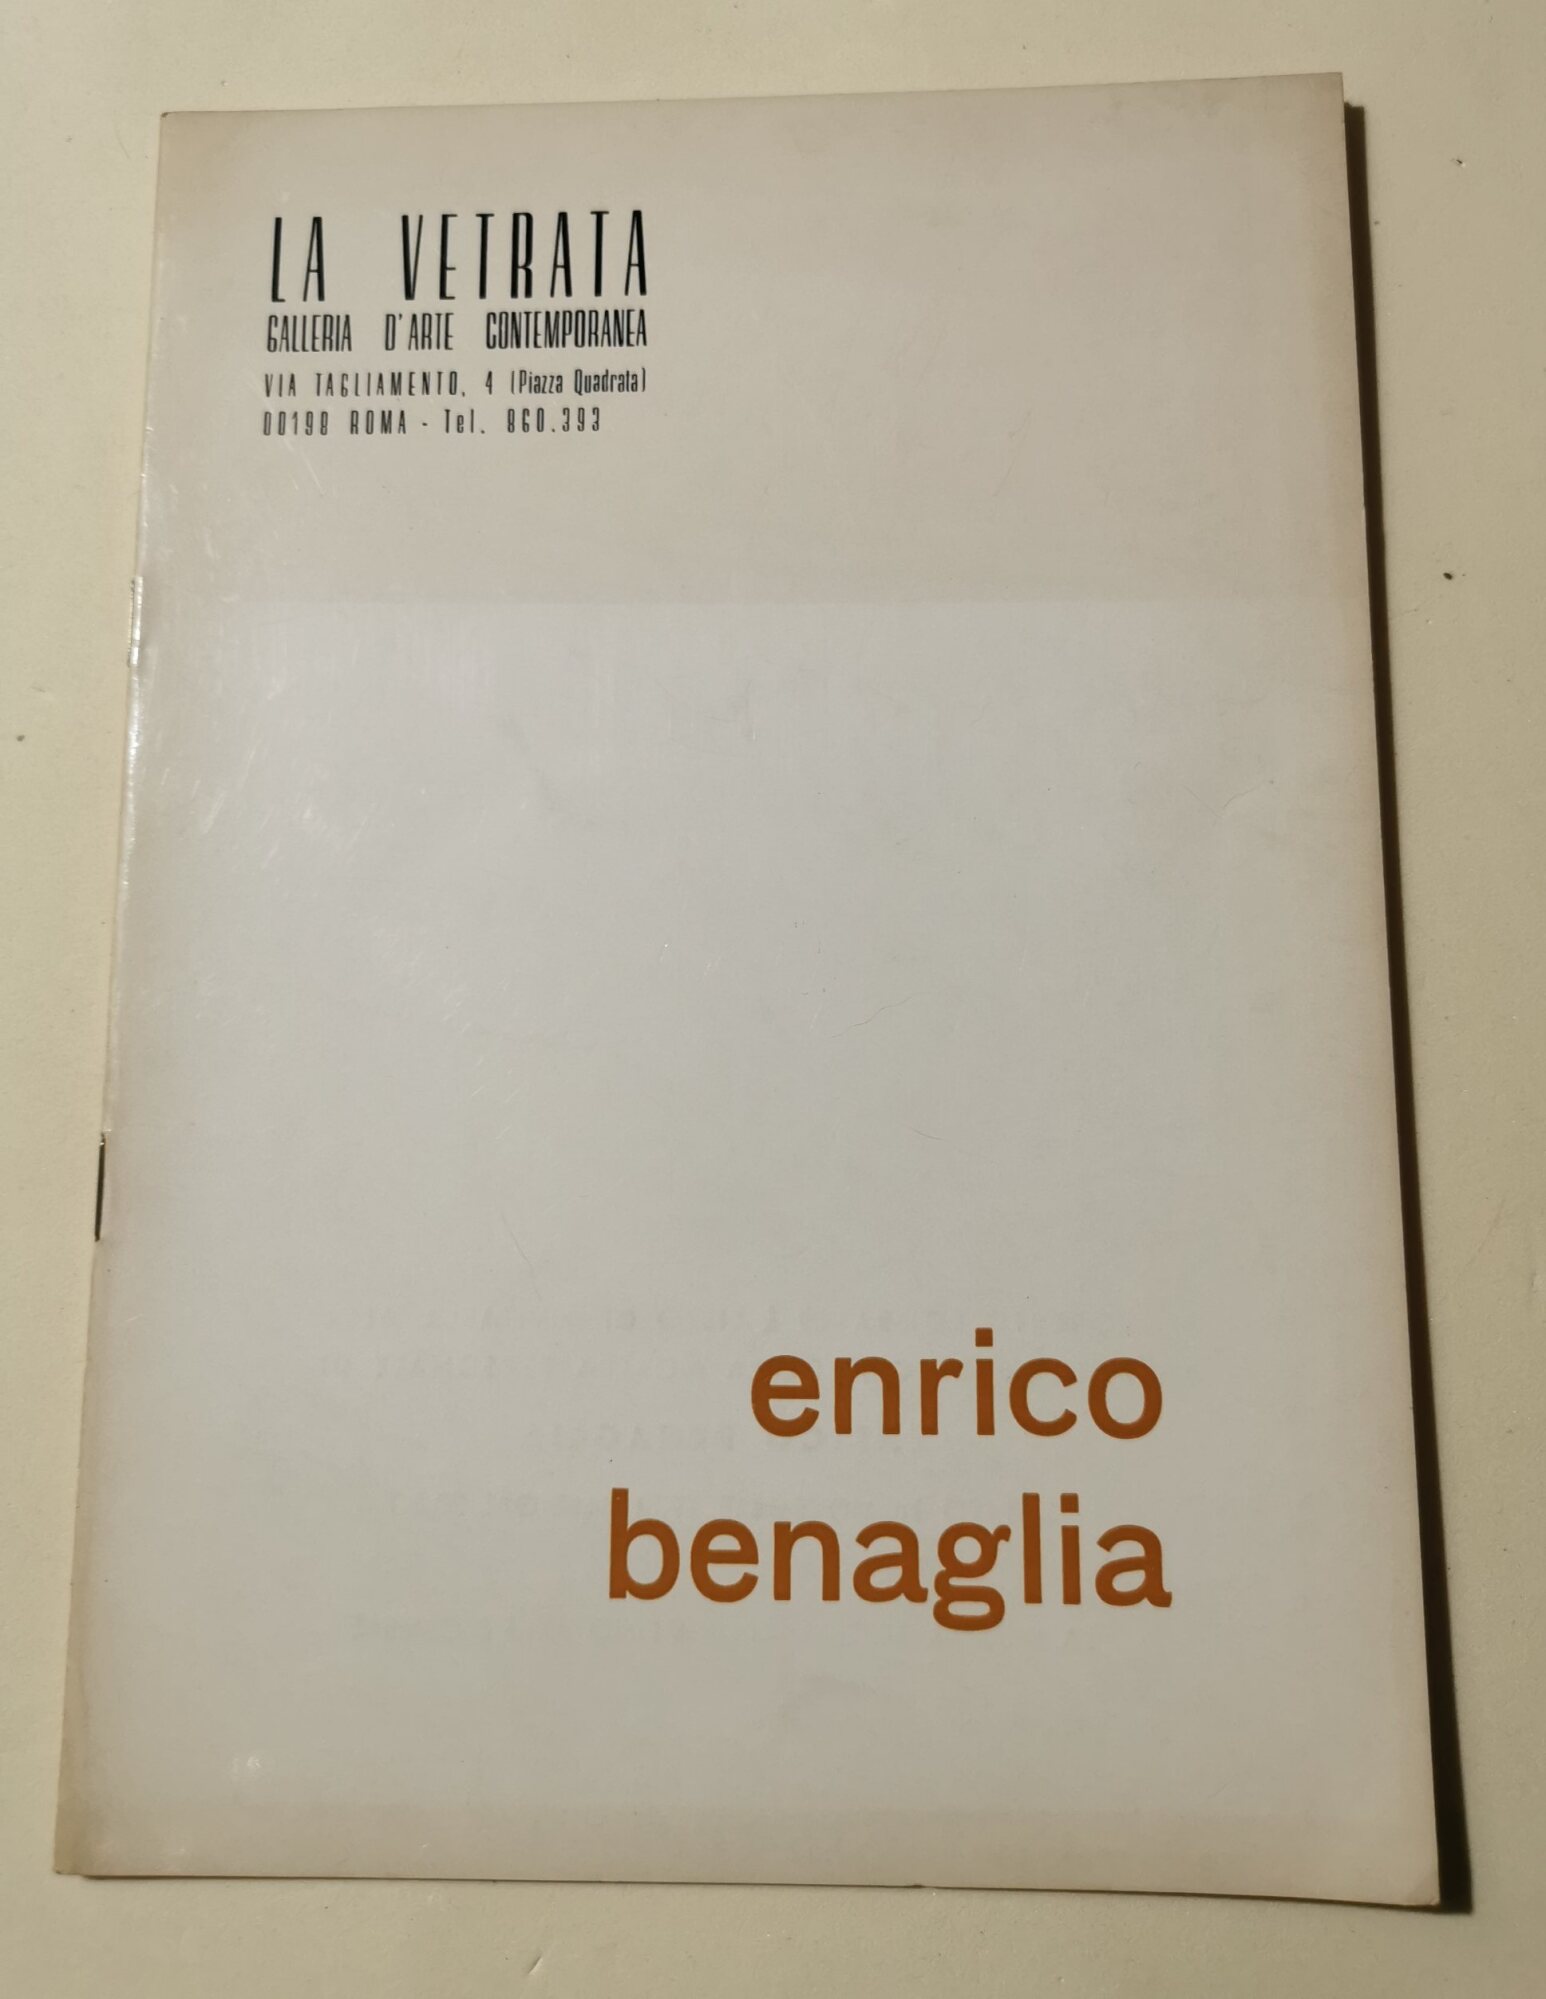 LA VETRATA
GALLERIA D'ARTE CONTEMPORANEA
VIA TAGLIAMENTO, 4 (Piazza Quadrata)
00198 ROMA - Tel. 860.393
enrico
benaglia